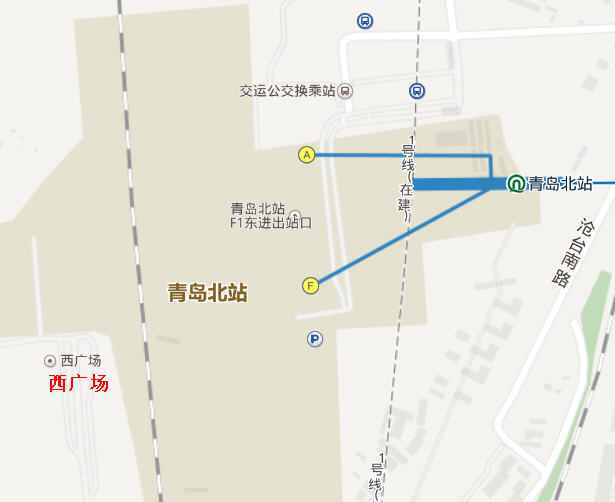 交运公交换乘站
A
1号线(在建)
青岛北站
青岛北站
F1东进出站口
沧台南路
F
青岛北站
P
西广场
西广场
1号线(